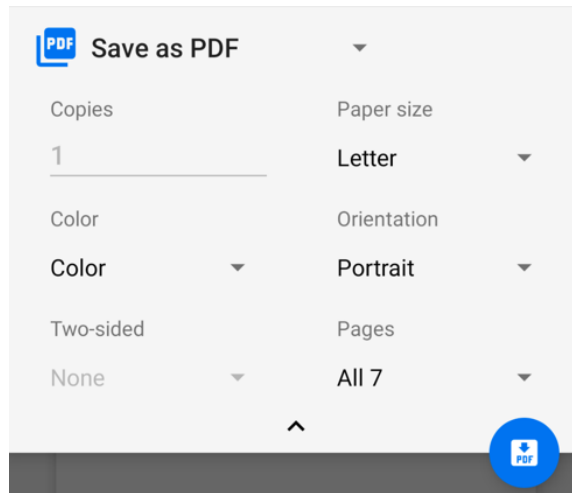 PDF Save as PDF
Copies Paper size
1 Letter
Color Orientation
Color Portrait
Two-sided Pages
None All 7
PDF